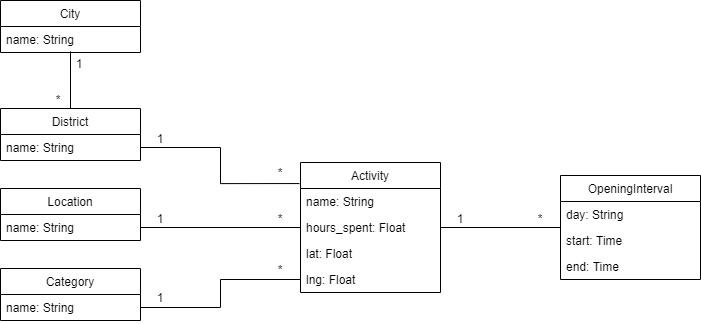 City
name: String
1
*
District
name: String
1
*
Location
name: String
1
*
Category
name: String
1
*
Activity
name: String
hours_spent: Float
lat: Float
lng: Float
1
*
OpeningInterval
day: String
start: Time
end: Time